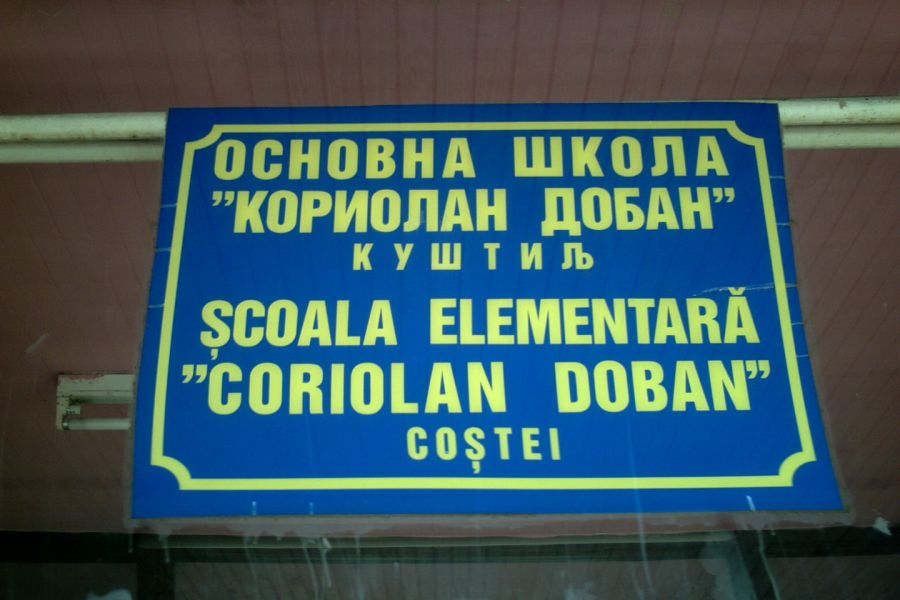 ОСНОВНА ШКОЛА
"КОРИОЛАН ДОБАН"
КУШТИЉ
ȘCOALA ELEMENTARĂ
"CORIOLAN DOBAN"
COȘTEI